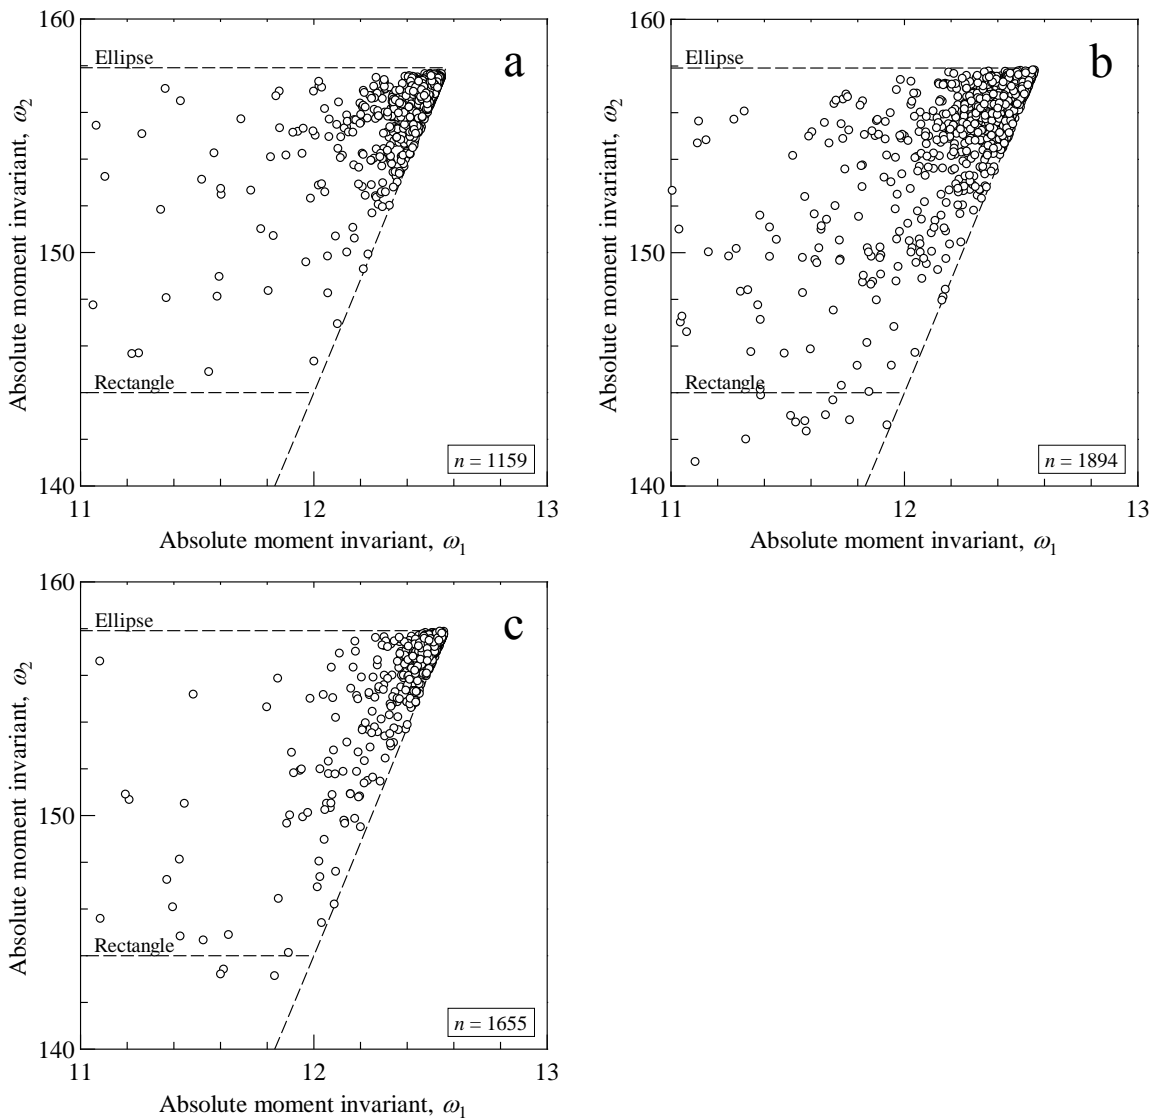 160
Ellipse
a
150
Rectangle
n = 1159
140
11
12
13
Absolute moment invariant, ω2
Absolute moment invariant, ω1
160
Ellipse
b
150
Rectangle
n = 1894
140
11
12
13
Absolute moment invariant, ω2
Absolute moment invariant, ω1
160
Ellipse
c
150
Rectangle
n = 1655
140
11
12
13
Absolute moment invariant, ω2
Absolute moment invariant, ω1